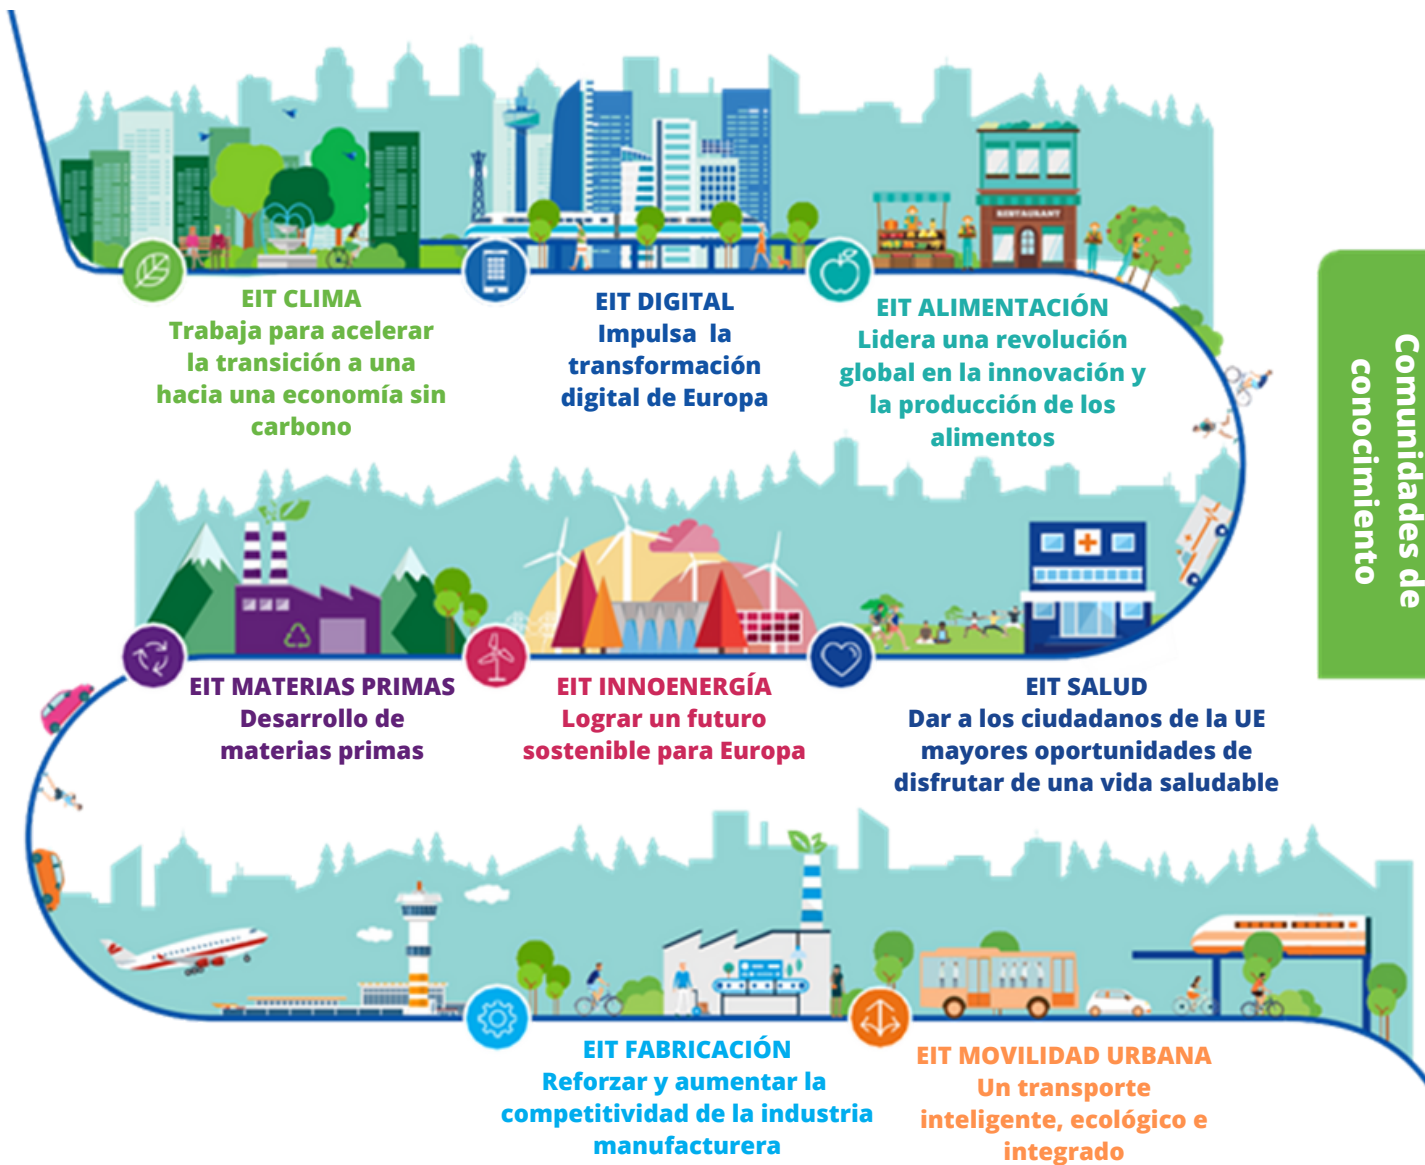 RESTAURANT
EIT CLIMA
Trabaja para acelerar
la transición a una
hacia una economía sin
carbono
EIT DIGITAL
Impulsa la
transformación
digital de Europa
EIT ALIMENTACIÓN
Lidera una revolución
global en la innovación y
la producción de los
alimentos
Comunidades de
conocimiento
EIT MATERIAS PRIMAS
Desarrollo de
materias primas
EIT INNOENERGÍA
Lograr un futuro
sostenible para Europa
EIT SALUD
Dar a los ciudadanos de la UE
mayores oportunidades de
disfrutar de una vida saludable
EIT FABRICACIÓN
Reforzar y aumentar la
competitividad de la industria
manufacturera
EIT MOVILIDAD URBANA
Un transporte
inteligente, ecológico e
integrado